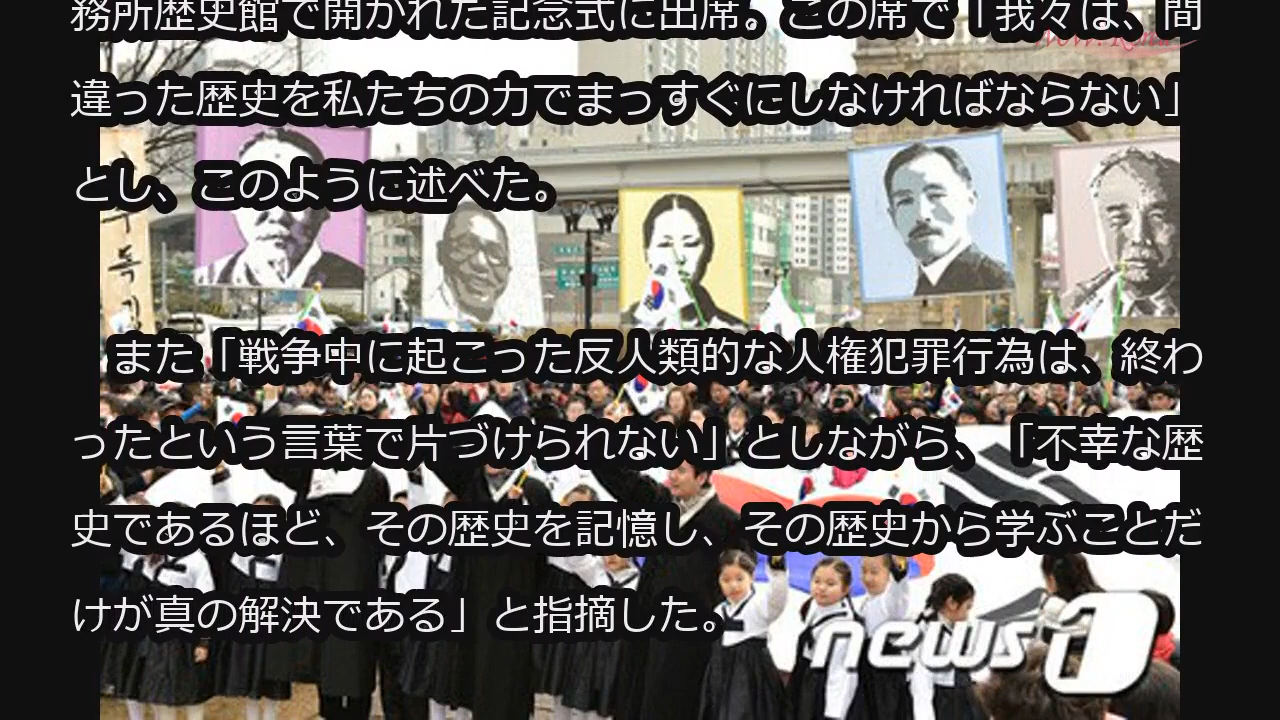 務所歴史館で開かれた記念式に出席。この席で「我々は、間
違った歴史を私たちの力でまっすぐにしなければならない」
とし、このように述べた。
また「戦争中に起こった反人類的な人権犯罪行為は、終わ
ったという言葉で片づけられない」としながら、「不幸な歴
史であるほど、その歴史を記憶し、その歴史から学ぶことだ
けが真の解決である」と指摘した。
news1